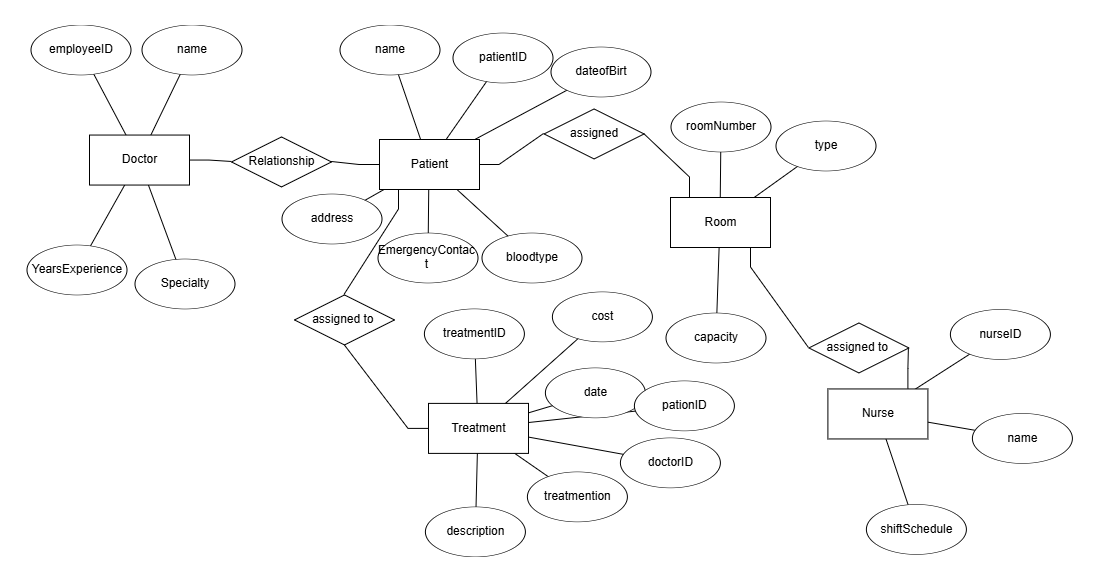 employeeID
name
name
patientID
dateofBirt
Doctor
Relationship
Patient
assigned
roomNumber
type
address
EmergencyContac
t
bloodtype
Room
YearsExperience
Specialty
assigned to
treatmentID
cost
capacity
assigned to
nurseID
date
pationID
Treatment
Nurse
name
doctorID
treatmention
description
shiftSchedule